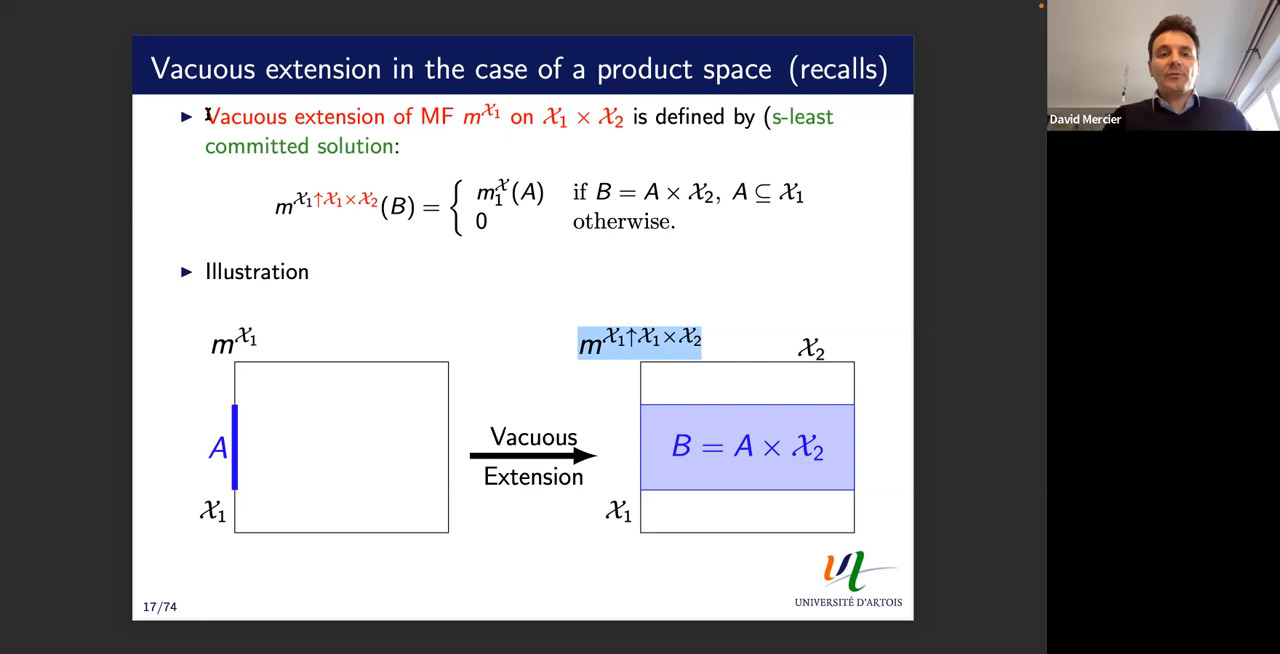 Vacuous extension in the case of a product space (recalls)
▶ Vacuous extension of MF m^𝒳₁ on 𝒳₁ × 𝒳₂ is defined by (s-least
committed solution:
m^𝒳₁↑𝒳₁×𝒳₂(B) = { m₁^𝒳(A) if B = A × 𝒳₂, A ⊆ 𝒳₁
0 otherwise.
▶ Illustration
m^𝒳₁
A
𝒳₁
Vacuous
Extension
m^𝒳₁↑𝒳₁×𝒳₂
𝒳₂
B = A × 𝒳₂
𝒳₁
UNIVERSITÉ D'ARTOIS
17/74
David Mercier